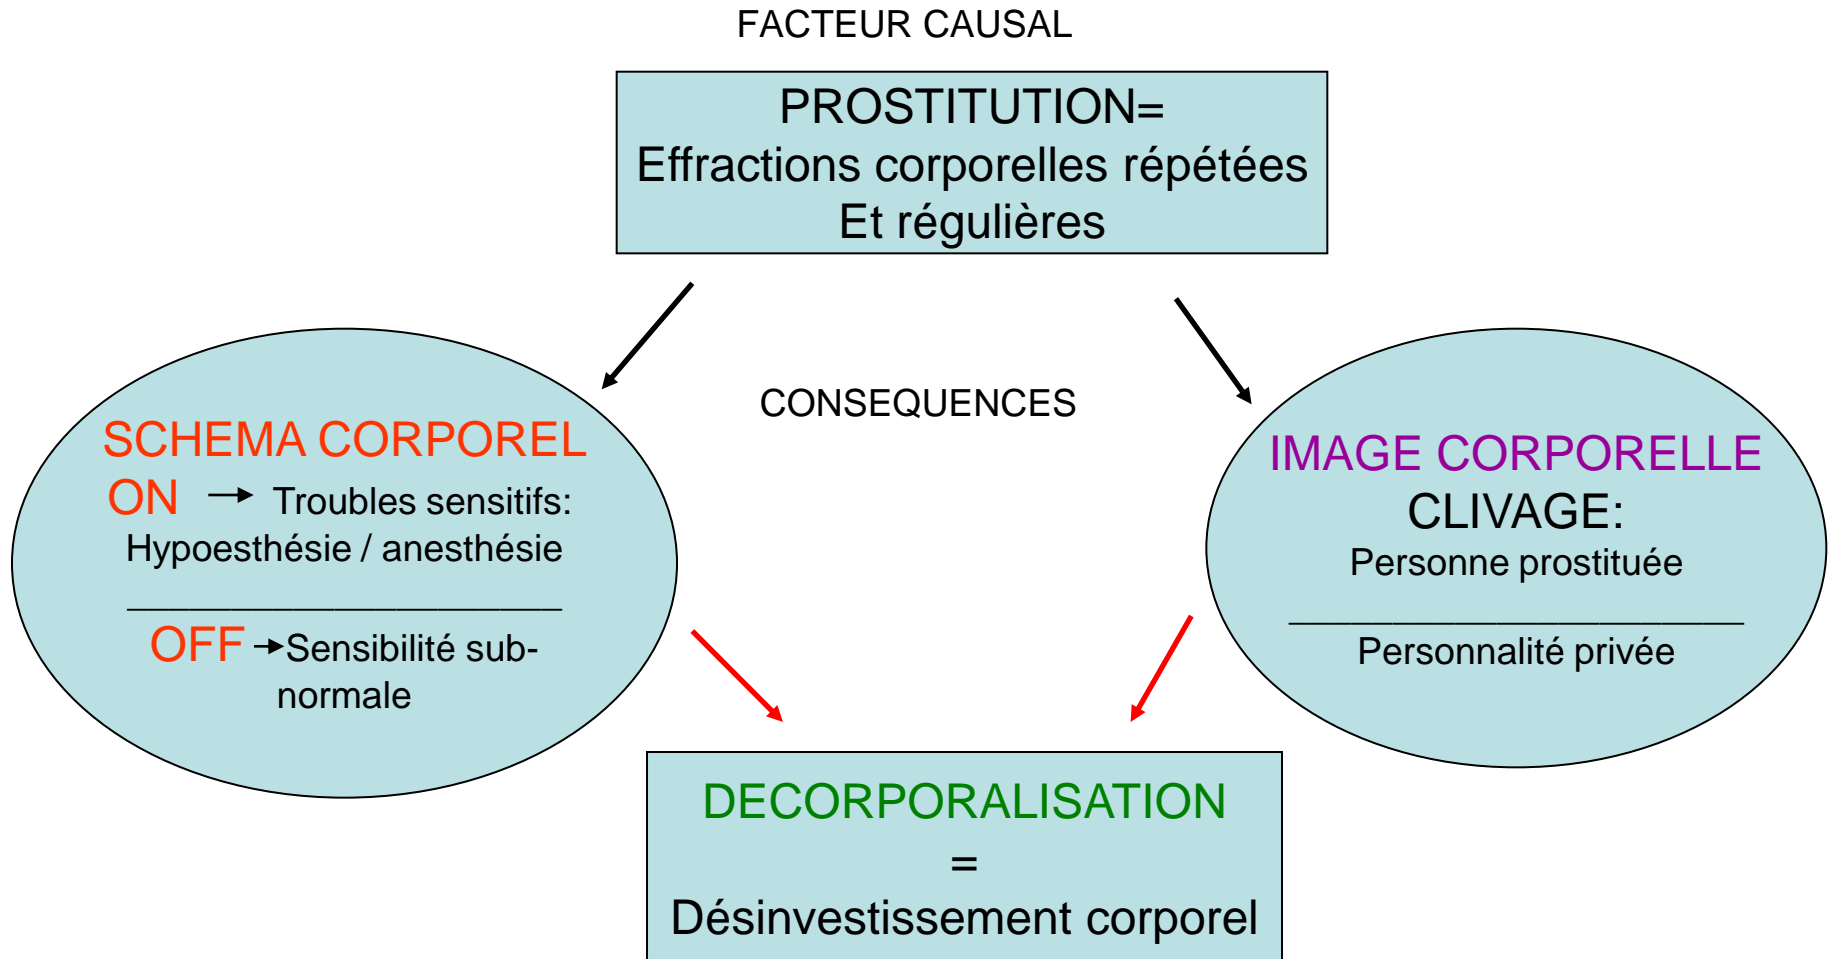 FACTEUR CAUSAL
PROSTITUTION=
Effractions corporelles répétées
Et régulières
CONSEQUENCES
SCHEMA CORPOREL
ON → Troubles sensitifs:
Hypoesthésie / anesthésie
OFF →Sensibilité sub-
normale
IMAGE CORPORELLE
CLIVAGE:
Personne prostituée
Personnalité privée
DECORPORALISATION
=
Désinvestissement corporel